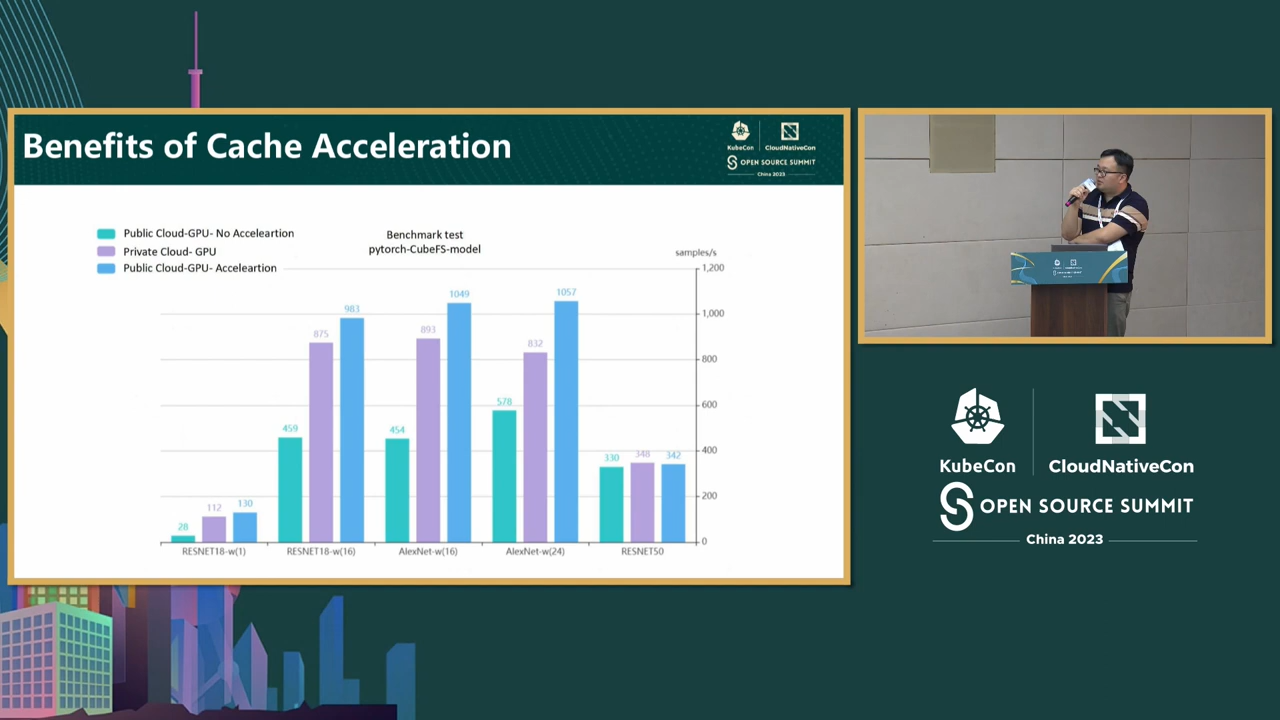 Benefits of Cache Acceleration
KubeCon
CloudNativeCon
OPEN SOURCE SUMMIT
China 2023
Public Cloud-GPU- No Acceleartion
Private Cloud- GPU
Public Cloud-GPU- Acceleartion
Benchmark test
pytorch-CubeFS-model
samples/s
1,200
1,000
800
600
400
200
0
28
112
130
459
875
983
454
893
1049
578
832
1057
330
348
342
RESNET18-w(1)
RESNET18-w(16)
AlexNet-w(16)
AlexNet-w(24)
RESNET50
KubeCon
CloudNativeCon
OPEN SOURCE SUMMIT
China 2023